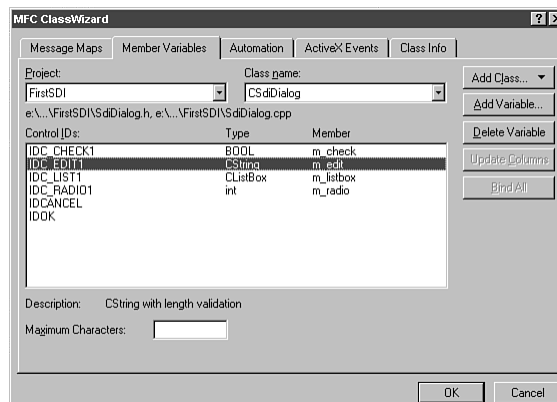 MFC ClassWizard
Message Maps Member Variables Automation ActiveX Events Class Info
Project: Class name:
FirstSDI CSdiDialog
Add Class...
e:\...\FirstSDI\SdiDialog.h, e:\...\FirstSDI\SdiDialog.cpp
Add Variable...
Control IDs: Type Member
Delete Variable
IDC_CHECK1 BOOL m_check
Update Columns
IDC_EDIT1 CString m_edit
IDC_LIST1 CListBox m_listbox
Bind All
IDC_RADIO1 int m_radio
IDCANCEL
IDOK
Description: CString with length validation
Maximum Characters:
OK Cancel